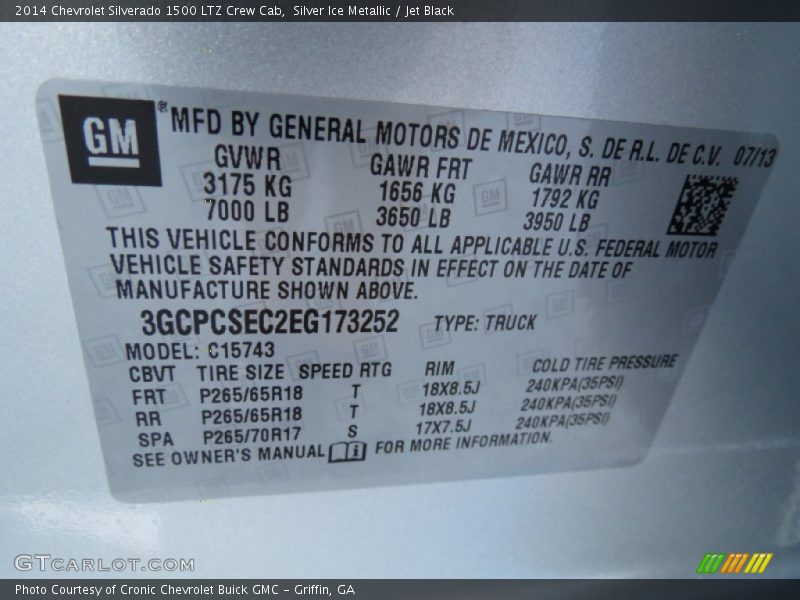 2014 Chevrolet Silverado 1500 LTZ Crew Cab, Silver Ice Metallic / Jet Black
GM ® MFD BY GENERAL MOTORS DE MEXICO, S. DE R.L. DE C.V. 07/13
GVWR GAWR FRT GAWR RR
3175 KG 1656 KG 1792 KG
7000 LB 3650 LB 3950 LB
THIS VEHICLE CONFORMS TO ALL APPLICABLE U.S. FEDERAL MOTOR
VEHICLE SAFETY STANDARDS IN EFFECT ON THE DATE OF
MANUFACTURE SHOWN ABOVE.
3GCPCSEC2EG173252 TYPE: TRUCK
MODEL: C15743
CBVT TIRE SIZE SPEED RTG RIM COLD TIRE PRESSURE
FRT P265/65R18 T 18X8.5J 240KPA(35PSI)
RR P265/65R18 T 18X8.5J 240KPA(35PSI)
SPA P265/70R17 S 17X7.5J 240KPA(35PSI)
SEE OWNER'S MANUAL i FOR MORE INFORMATION.
GTCARLOT.COM
Photo Courtesy of Cronic Chevrolet Buick GMC – Griffin, GA